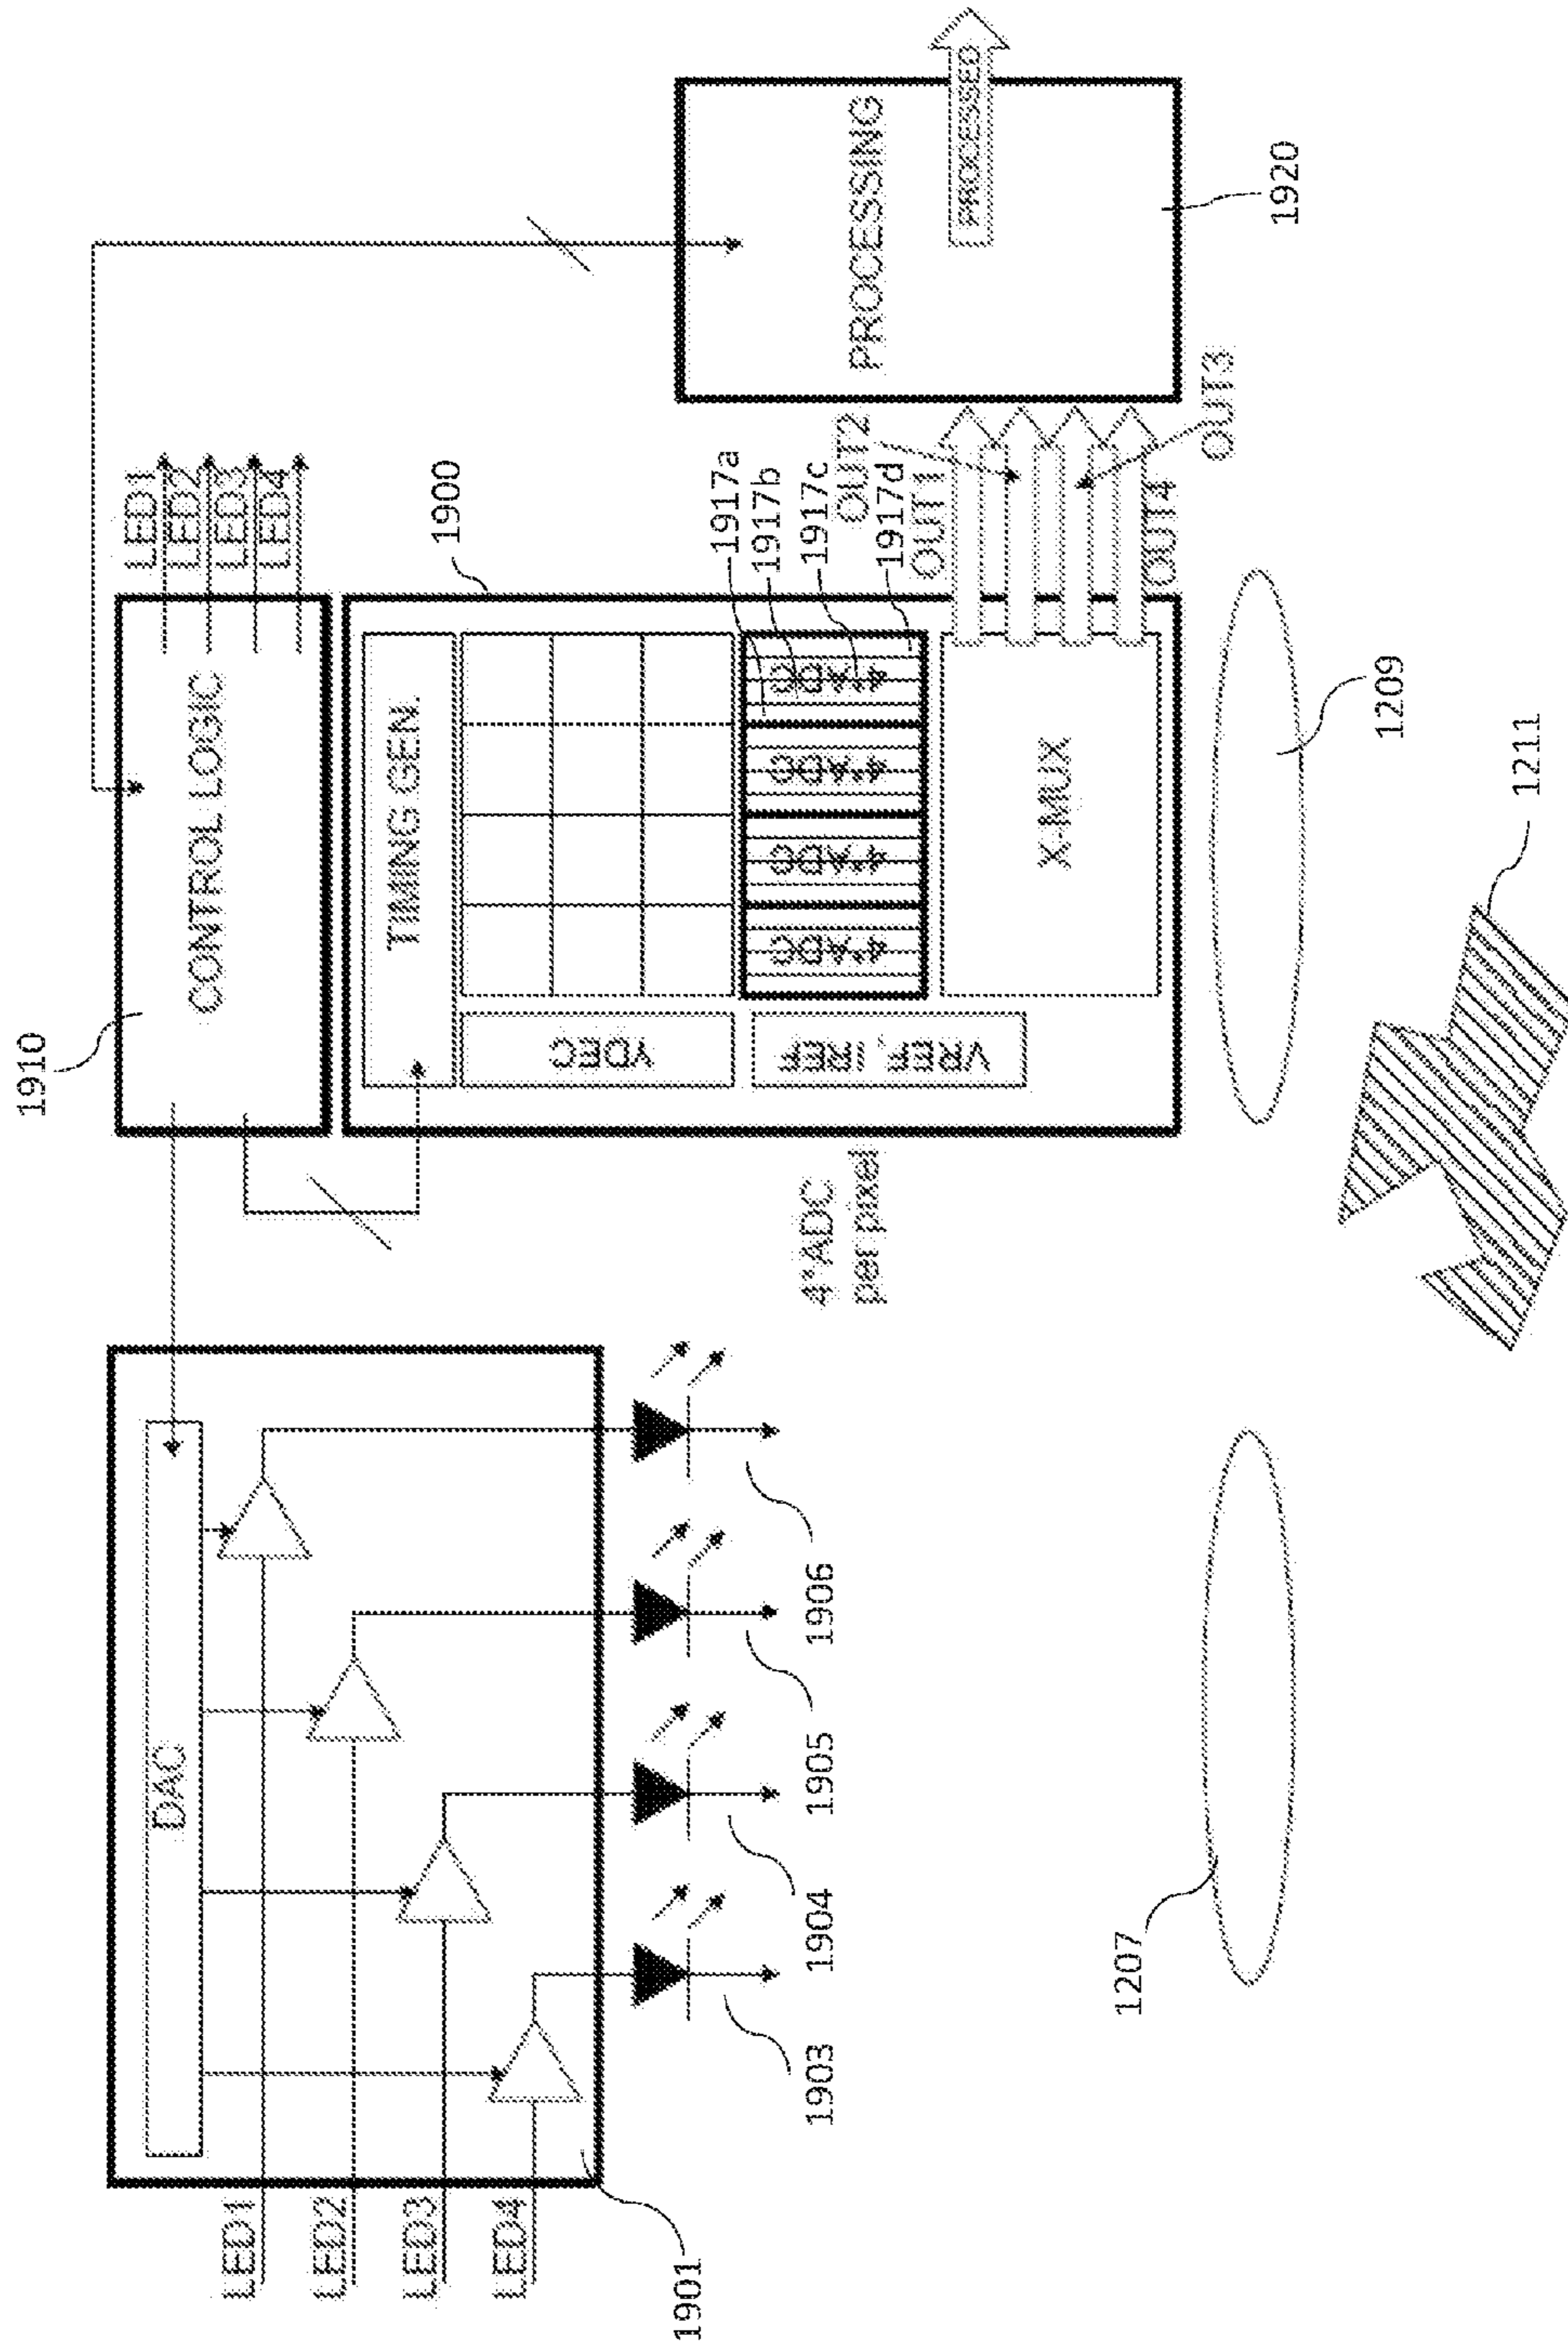 DAC
LED1
LED2
LED3
LED4
1901
1903
1904
1905
1906
1207
1910
CONTROL LOGIC
LED1
LED2
LED3
LED4
1900
TIMING GEN.
YDEC
VREF, IREF
4*ADC
4*ADC
4*ADC
4*ADC
X-MUX
4*ADC
per pixel
1917a
1917b
1917c
1917d
OUT2
OUT1
OUT4
OUT3
PROCESSING
PROCESSED
1920
1209
1211